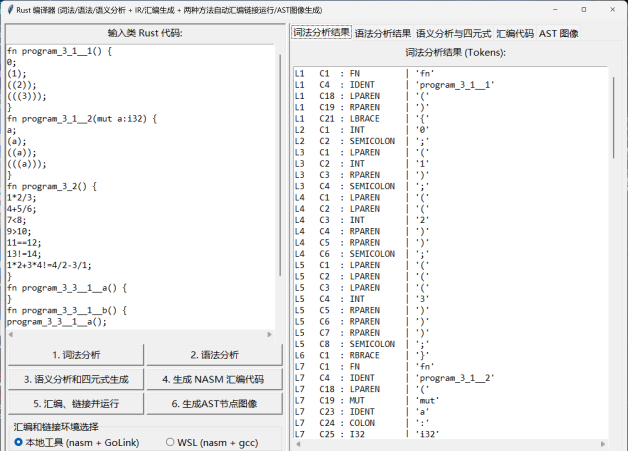 Rust 编译器 (词法/语法/语义分析 + IR/汇编生成 + 两种方法自动汇编链接运行/AST图像生成)
输入类 Rust 代码:
fn program_3_1__1() {
0;
(1);
((2));
(((3)));
}
fn program_3_1__2(mut a:i32) {
a;
(a);
((a));
(((a)));
}
fn program_3_2() {
1*2/3;
4+5/6;
7<8;
9>10;
11==12;
13!=14;
1*2+3*4!=4/2-3/1;
}
fn program_3_3__1__a() {
}
fn program_3_3__1__b() {
program_3_3__1__a();
1. 词法分析
2. 语法分析
3. 语义分析和四元式生成
4. 生成 NASM 汇编代码
5. 汇编、链接并运行
6. 生成AST节点图像
汇编和链接环境选择
本地工具 (nasm + GoLink)
WSL (nasm + gcc)
词法分析结果 语法分析结果 语义分析与四元式 汇编代码 AST 图像
词法分析结果 (Tokens):
L1 C1 : FN | 'fn'
L1 C4 : IDENT | 'program_3_1__1'
L1 C18 : LPAREN | '('
L1 C19 : RPAREN | ')'
L1 C21 : LBRACE | '{'
L2 C1 : INT | '0'
L2 C2 : SEMICOLON | ';'
L3 C1 : LPAREN | '('
L3 C2 : INT | '1'
L3 C3 : RPAREN | ')'
L3 C4 : SEMICOLON | ';'
L4 C1 : LPAREN | '('
L4 C2 : LPAREN | '('
L4 C3 : INT | '2'
L4 C4 : RPAREN | ')'
L4 C5 : RPAREN | ')'
L4 C6 : SEMICOLON | ';'
L5 C1 : LPAREN | '('
L5 C2 : LPAREN | '('
L5 C3 : LPAREN | '('
L5 C4 : INT | '3'
L5 C5 : RPAREN | ')'
L5 C6 : RPAREN | ')'
L5 C7 : RPAREN | ')'
L5 C8 : SEMICOLON | ';'
L6 C1 : RBRACE | '}'
L7 C1 : FN | 'fn'
L7 C4 : IDENT | 'program_3_1__2'
L7 C18 : LPAREN | '('
L7 C19 : MUT | 'mut'
L7 C23 : IDENT | 'a'
L7 C24 : COLON | ':'
L7 C25 : I32 | 'i32'